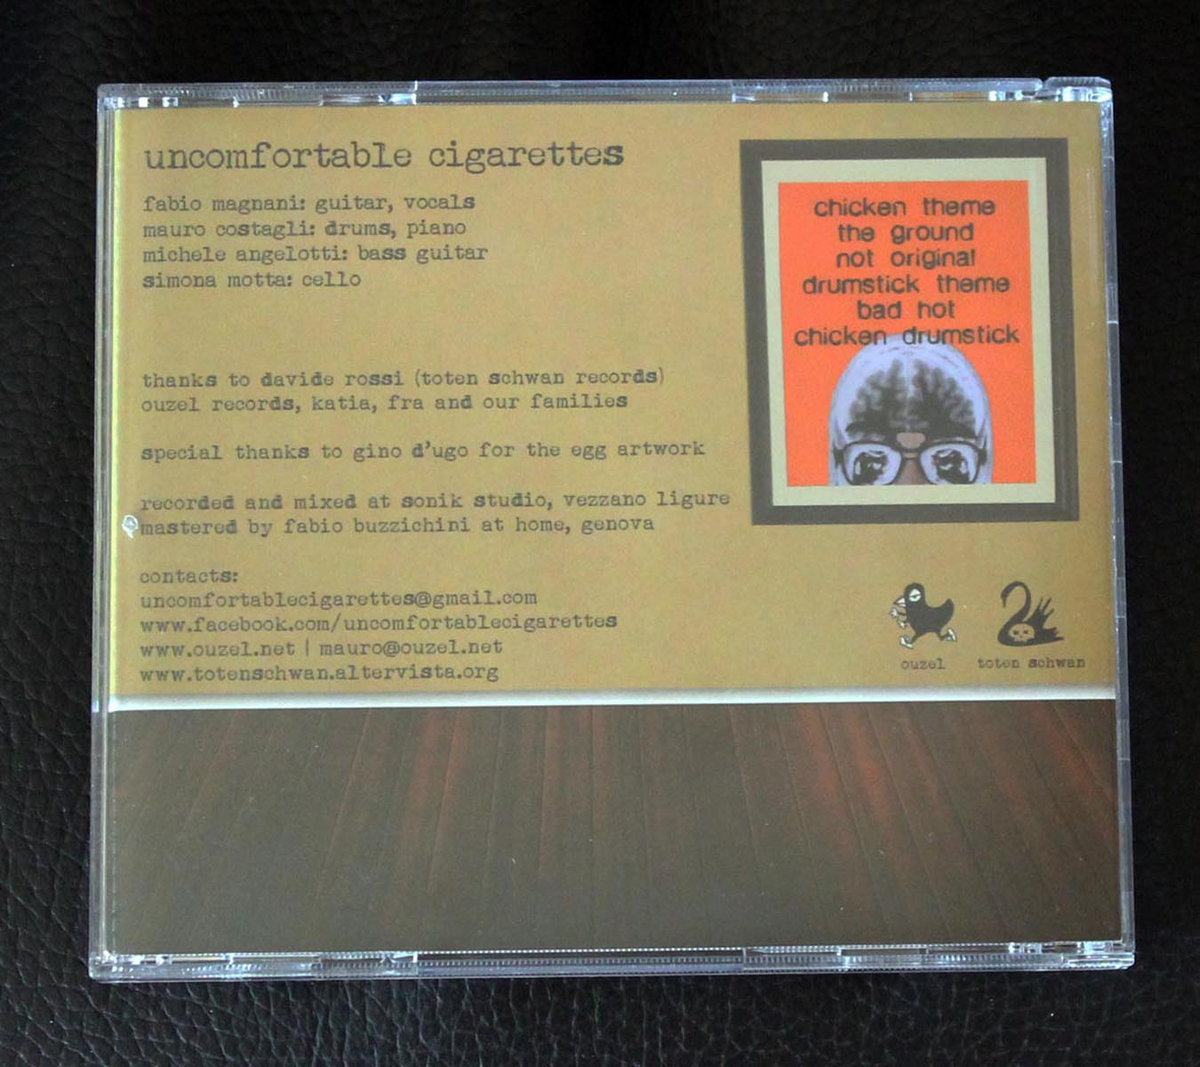 uncomfortable cigarettes
fabio magnani: guitar, vocals
mauro costagli: drums, piano
michele angelotti: bass guitar
simona motta: cello
thanks to davide rossi (toten schwan records)
ouzel records, katia, fra and our families
special thanks to gino d'ugo for the egg artwork
recorded and mixed at sonik studio, vezzano ligure
mastered by fabio buzzichini at home, genova
contacts:
uncomfortablecigarettes@gmail.com
www.facebook.com/uncomfortablecigarettes
www.ouzel.net | mauro@ouzel.net
www.totenschwan.altervista.org
chicken theme
the ground
not original
drumstick theme
bad hot
chicken drumstick
ouzel
toten schwan